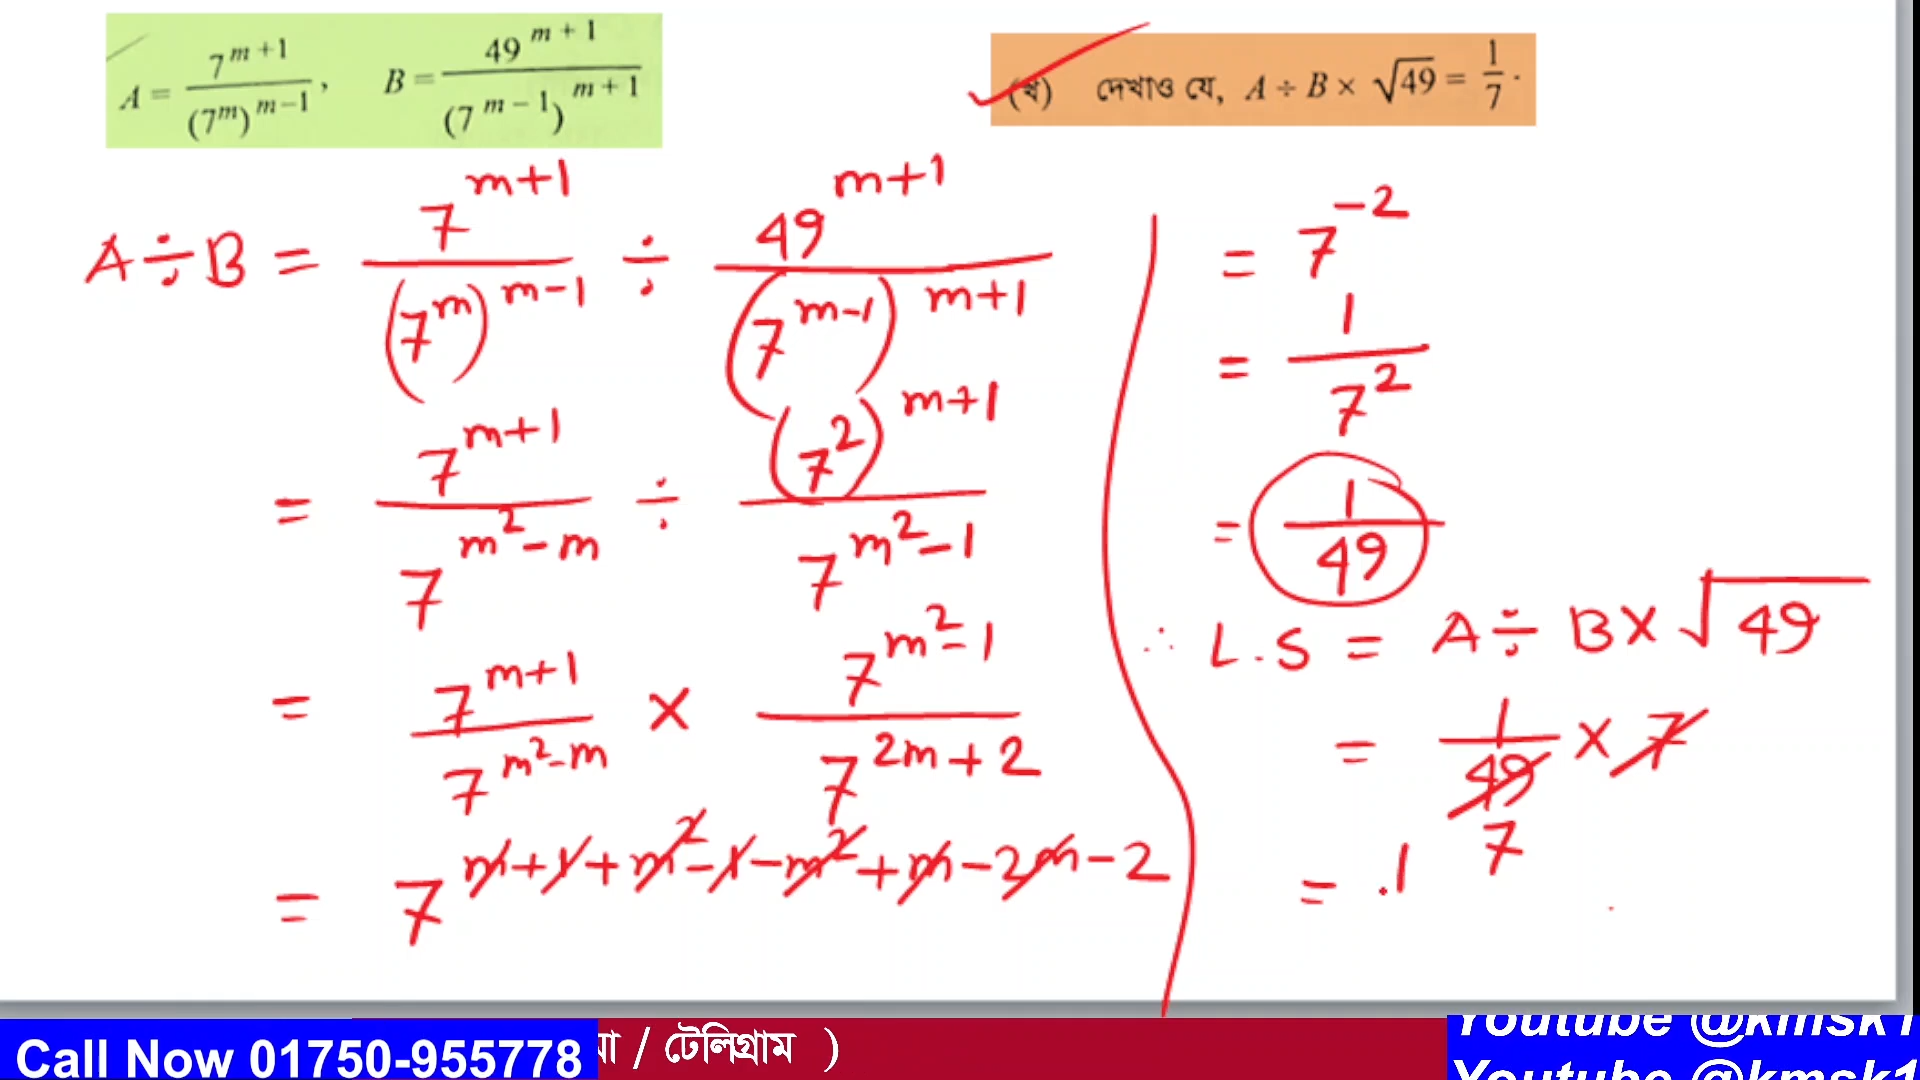 A = 7^{m+1} / (7^m)^{m-1} , B = 49^{m+1} / (7^{m-1})^{m+1}
(খ) দেখাও যে, A ÷ B × √49 = 1/7 .
A ÷ B = 7^{m+1} / (7^m)^{m-1} ÷ 49^{m+1} / (7^{m-1})^{m+1}
= 7^{m+1} / 7^{m²-m} ÷ (7²)^{m+1} / 7^{m²-1}
= 7^{m+1} / 7^{m²-m} × 7^{m²-1} / 7^{2m+2}
= 7^{m+1+m²-1-m²+m-2m-2}
= 7^{-2}
= 1 / 7²
= 1 / 49
∴ L.S = A ÷ B × √49
= 1 / 49 × 7
7
= .1
Call Now 01750-955778
/ টেলিগ্রাম )
Youtube @kmsk1
Youtube @kmsk1